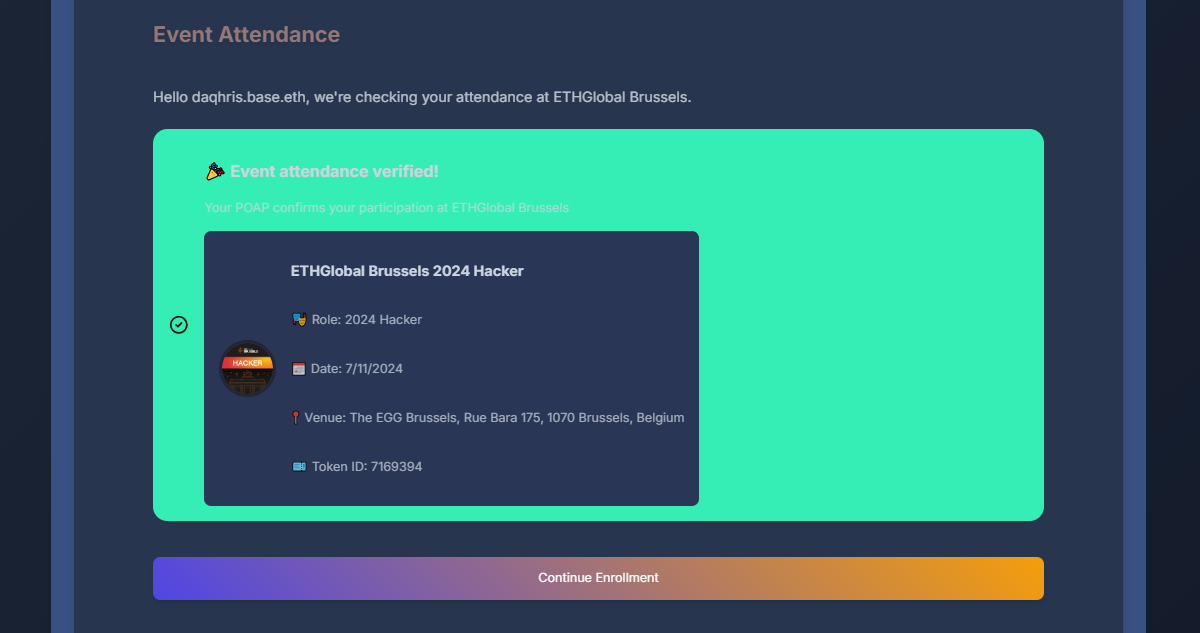 Event Attendance
Hello daqhris.base.eth, we're checking your attendance at ETHGlobal Brussels.
🎉 Event attendance verified!
Your POAP confirms your participation at ETHGlobal Brussels
ETHGlobal Brussels 2024 Hacker
🎭 Role: 2024 Hacker
HACKER
📅 Date: 7/11/2024
📍 Venue: The EGG Brussels, Rue Bara 175, 1070 Brussels, Belgium
🎫 Token ID: 7169394
Continue Enrollment